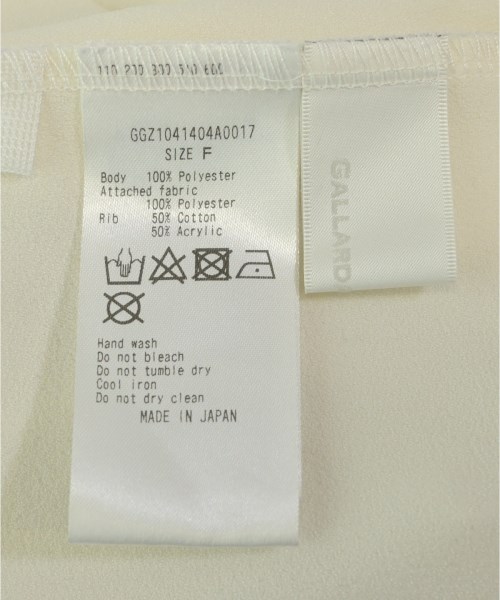 GGZ1041404A0017
SIZE F
Body 100% Polyester
Attached fabric
100% Polyester
Rib 50% Cotton
50% Acrylic
Hand wash
Do not bleach
Do not tumble dry
Cool iron
Do not dry clean
MADE IN JAPAN
GALLARD